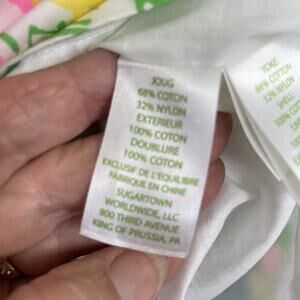 JOUG
68% COTON
32% NYLON
EXTERIEUR
100% COTON
DOUBLURE
100% COTON
EXCLUSIF DE L'EQUILIBRE
FABRIQUE EN CHINE
SUGARTOWN
WORLDWIDE, LLC
800 THIRD AVENUE
KING OF PRUSSIA, PA
YOKE:
68% COTTON
32% NYLON
SHELL:
100% COT